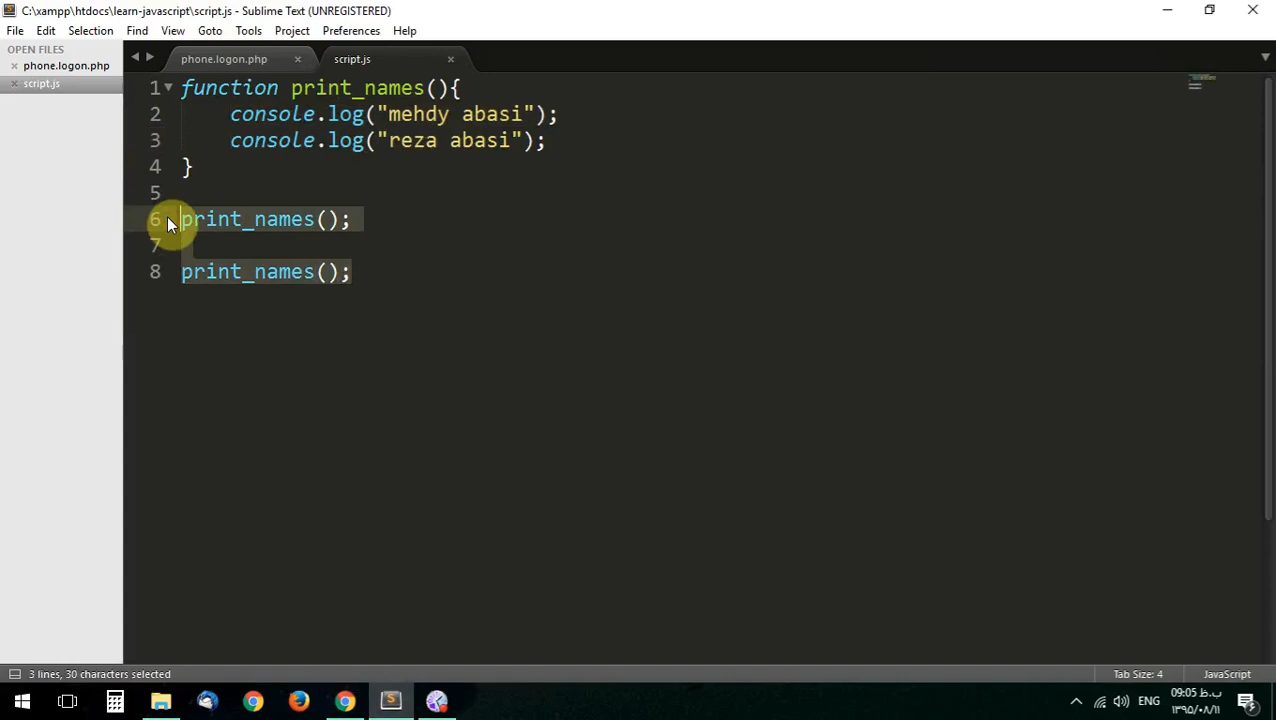 C:\xampp\htdocs\learn-javascript\script.js - Sublime Text (UNREGISTERED)
File Edit Selection Find View Goto Tools Project Preferences Help
OPEN FILES
phone.logon.php
script.js
phone.logon.php script.js
1 function print_names(){
2 console.log("mehdy abasi");
3 console.log("reza abasi");
4 }
5
6 print_names();
7
8 print_names();
3 lines, 30 characters selected Tab Size: 4 JavaScript
ENG
09:05 ب.ظ
۱۳۹۵/۰۸/۱۱